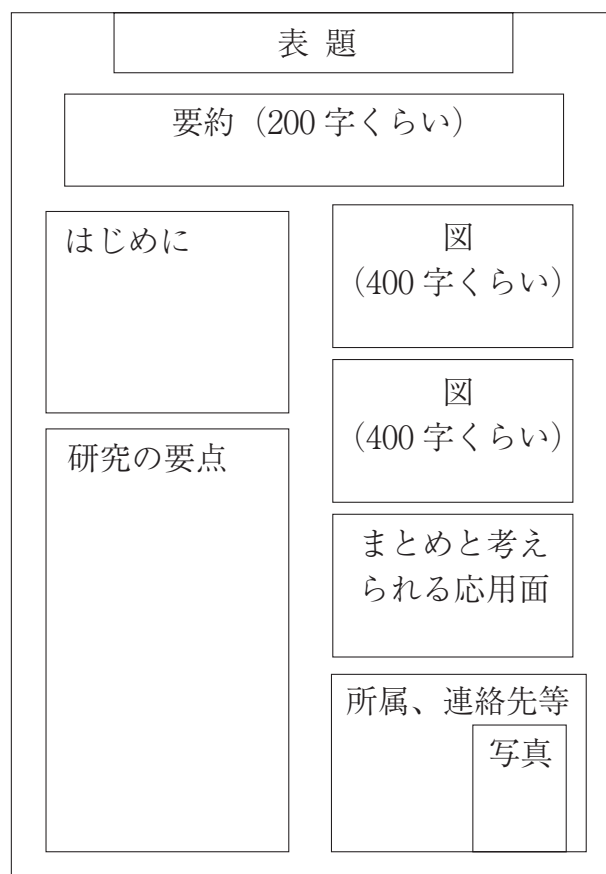 表 題
要約（200 字くらい）
はじめに
研究の要点
図
（400 字くらい）
図
（400 字くらい）
まとめと考え
られる応用面
所属、連絡先等
写真